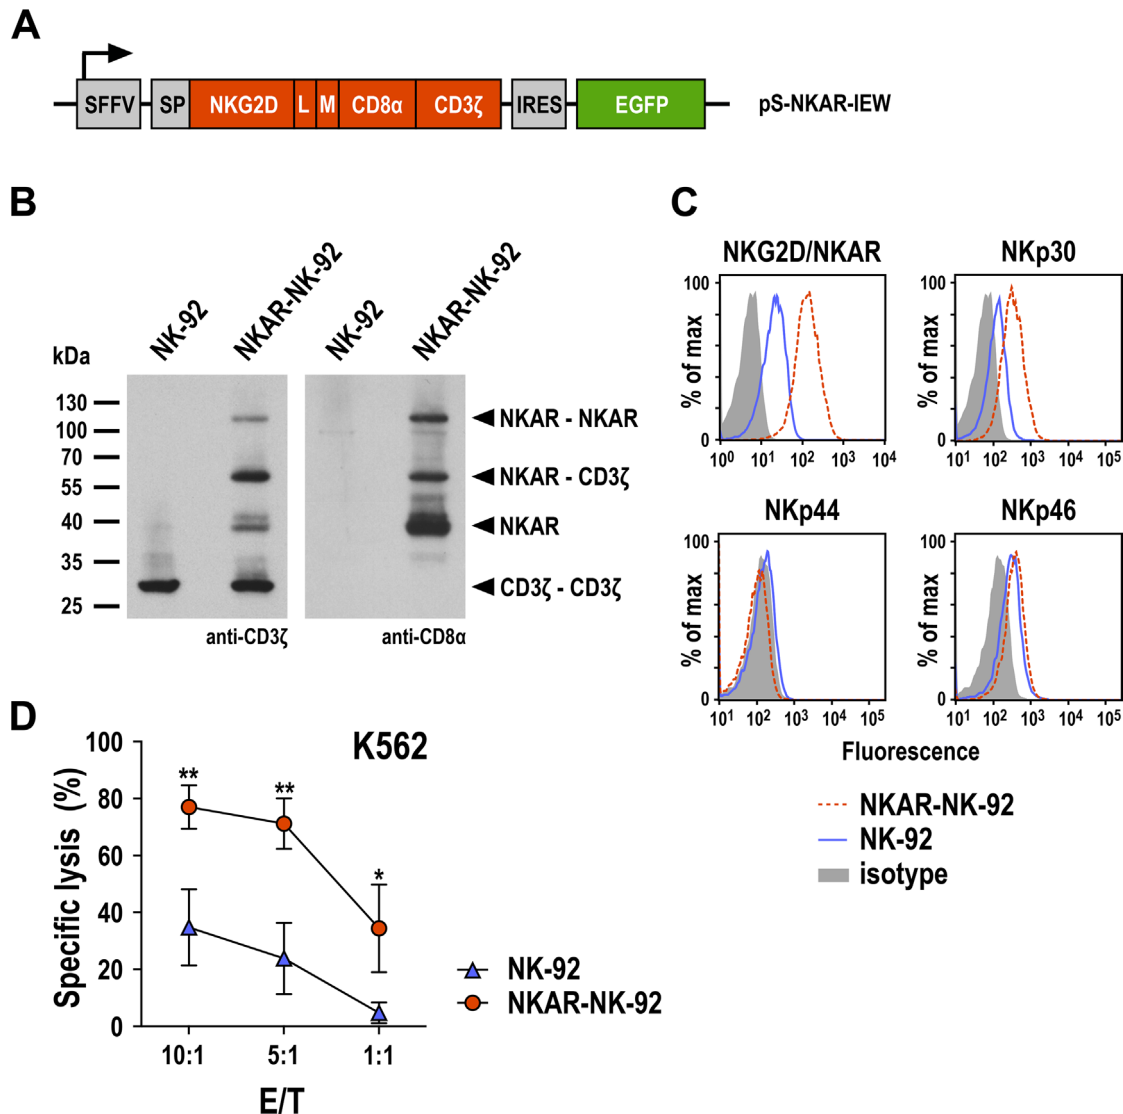 A
SFFV SP NKG2D L M CD8α CD3ζ IRES EGFP pS-NKAR-IEW
B
NK-92 NKAR-NK-92 NK-92 NKAR-NK-92
kDa
130
100
70
55
40
35
25
NKAR - NKAR
NKAR - CD3ζ
NKAR
CD3ζ - CD3ζ
anti-CD3ζ anti-CD8α
C
NKG2D/NKAR NKp30
% of max
100
0
10⁰ 10¹ 10² 10³ 10⁴
% of max
100
0
10¹ 10² 10³ 10⁴ 10⁵
NKp44 NKp46
% of max
100
0
10¹ 10² 10³ 10⁴ 10⁵
% of max
100
0
10¹ 10² 10³ 10⁴ 10⁵
Fluorescence
NKAR-NK-92
NK-92
isotype
D
K562
Specific lysis (%)
100
80
60
40
20
0
** ** *
10:1 5:1 1:1
E/T
NK-92
NKAR-NK-92